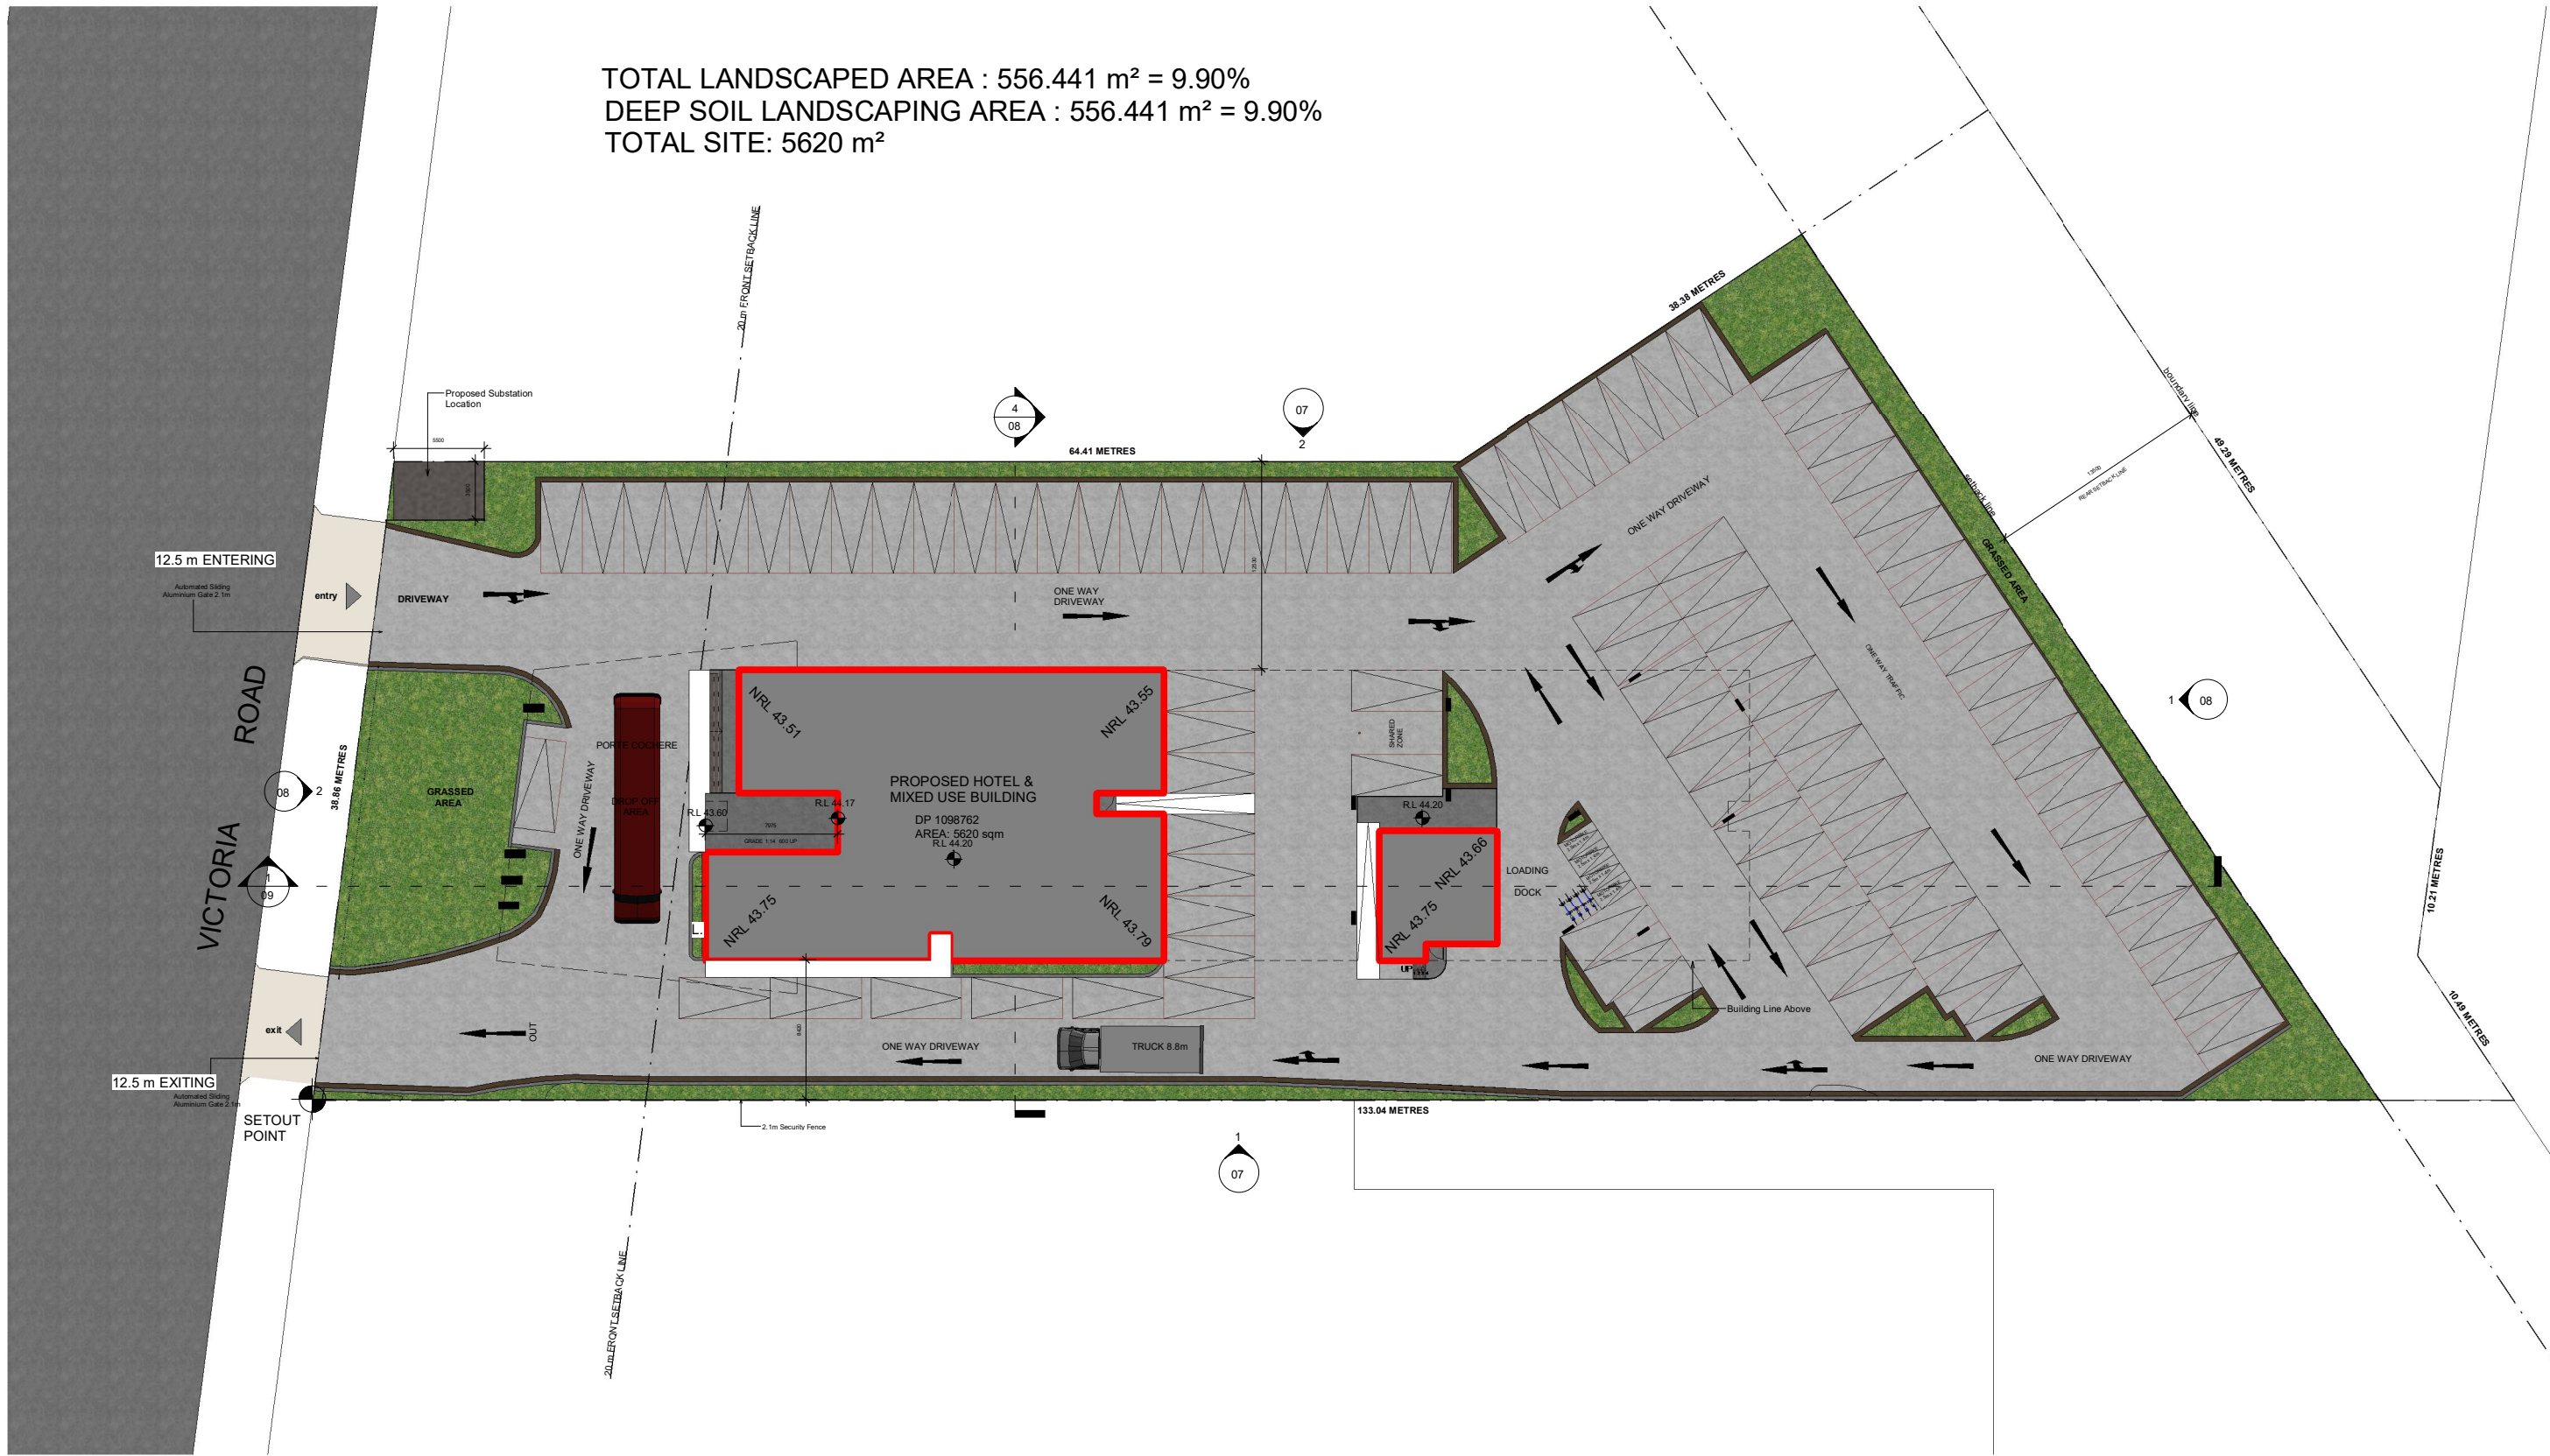 TOTAL LANDSCAPED AREA : 556.441 m² = 9.90%
DEEP SOIL LANDSCAPING AREA : 556.441 m² = 9.90%
TOTAL SITE: 5620 m²
20 m FRONT SETBACK LINE
38.38 METRES
Proposed Substation
Location
5500
4
08
07
2
64.41 METRES
boundary line
49.29 METRES
13500
REAR SETBACK LINE
setback line
GRASSED AREA
ONE WAY DRIVEWAY
12.5 m ENTERING
Automated Sliding
Aluminium Gate 2.1m
entry
DRIVEWAY
ONE WAY
DRIVEWAY
ONE WAY TRAFFIC
VICTORIA ROAD
38.86 METRES
08
2
1
09
GRASSED
AREA
ONE WAY DRIVEWAY
PORTE COCHERE
DROP OFF
AREA
NRL 43.51
NRL 43.55
PROPOSED HOTEL &
MIXED USE BUILDING
DP 1098762
AREA: 5620 sqm
R.L 44.20
R.L 43.60
R.L 44.17
GRADE 1:14 600 UP
NRL 43.75
NRL 43.79
L.
SHARED
ZONE
R.L 44.20
NRL 43.66
NRL 43.75
UP
LOADING
DOCK
1
08
10.21 METRES
10.49 METRES
Building Line Above
exit
OUT
8420
ONE WAY DRIVEWAY
TRUCK 8.8m
ONE WAY DRIVEWAY
12.5 m EXITING
Automated Sliding
Aluminium Gate 2.1m
SETOUT
POINT
2.1m Security Fence
133.04 METRES
1
07
20 m FRONT SETBACK LINE